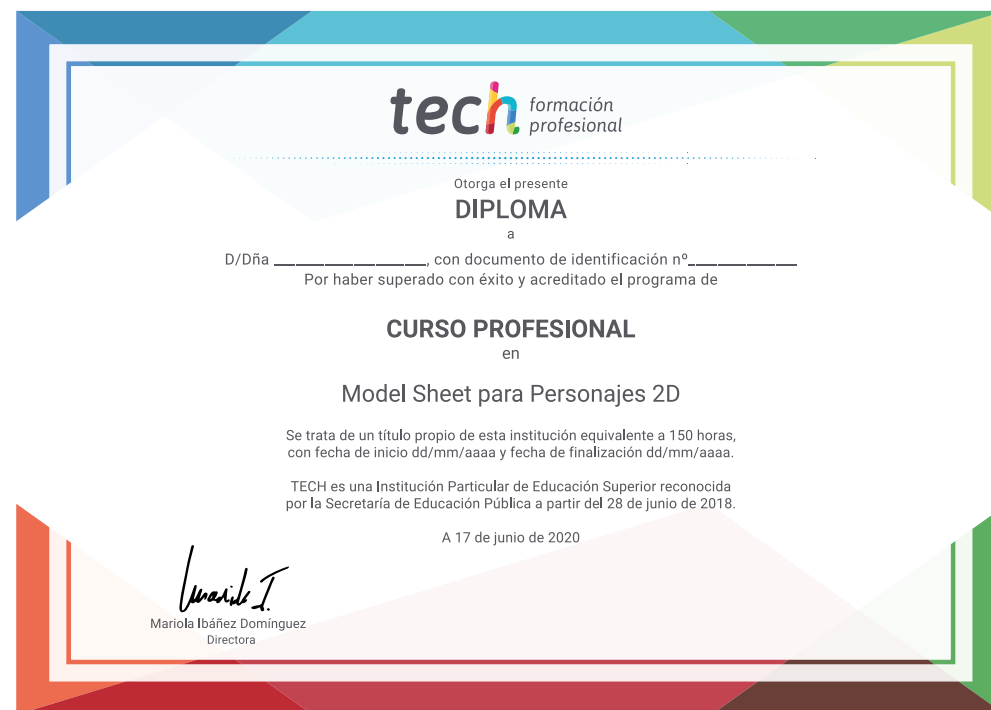 tech formación
profesional
Otorga el presente
DIPLOMA
a
D/Dña ______________, con documento de identificación nº__________
Por haber superado con éxito y acreditado el programa de
CURSO PROFESIONAL
en
Model Sheet para Personajes 2D
Se trata de un título propio de esta institución equivalente a 150 horas,
con fecha de inicio dd/mm/aaaa y fecha de finalización dd/mm/aaaa.
TECH es una Institución Particular de Educación Superior reconocida
por la Secretaría de Educación Pública a partir del 28 de junio de 2018.
A 17 de junio de 2020
Mariola Ibáñez Domínguez
Directora